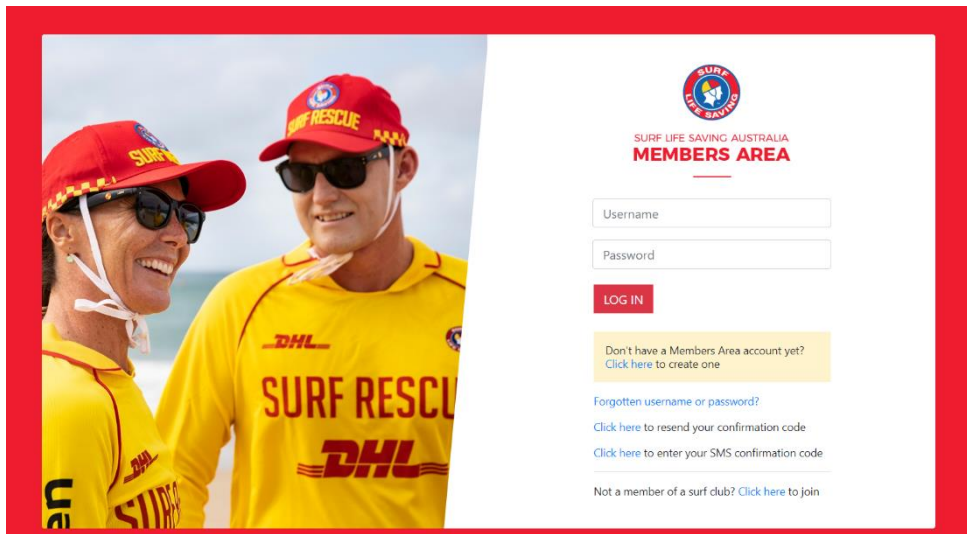 SURF RESCUE
SURF
DHL
SURF RESCU
DHL
SURF
LIFE SAVING
SURF LIFE SAVING AUSTRALIA
MEMBERS AREA
Username
Password
LOG IN
Don't have a Members Area account yet?
Click here to create one
Forgotten username or password?
Click here to resend your confirmation code
Click here to enter your SMS confirmation code
Not a member of a surf club? Click here to join